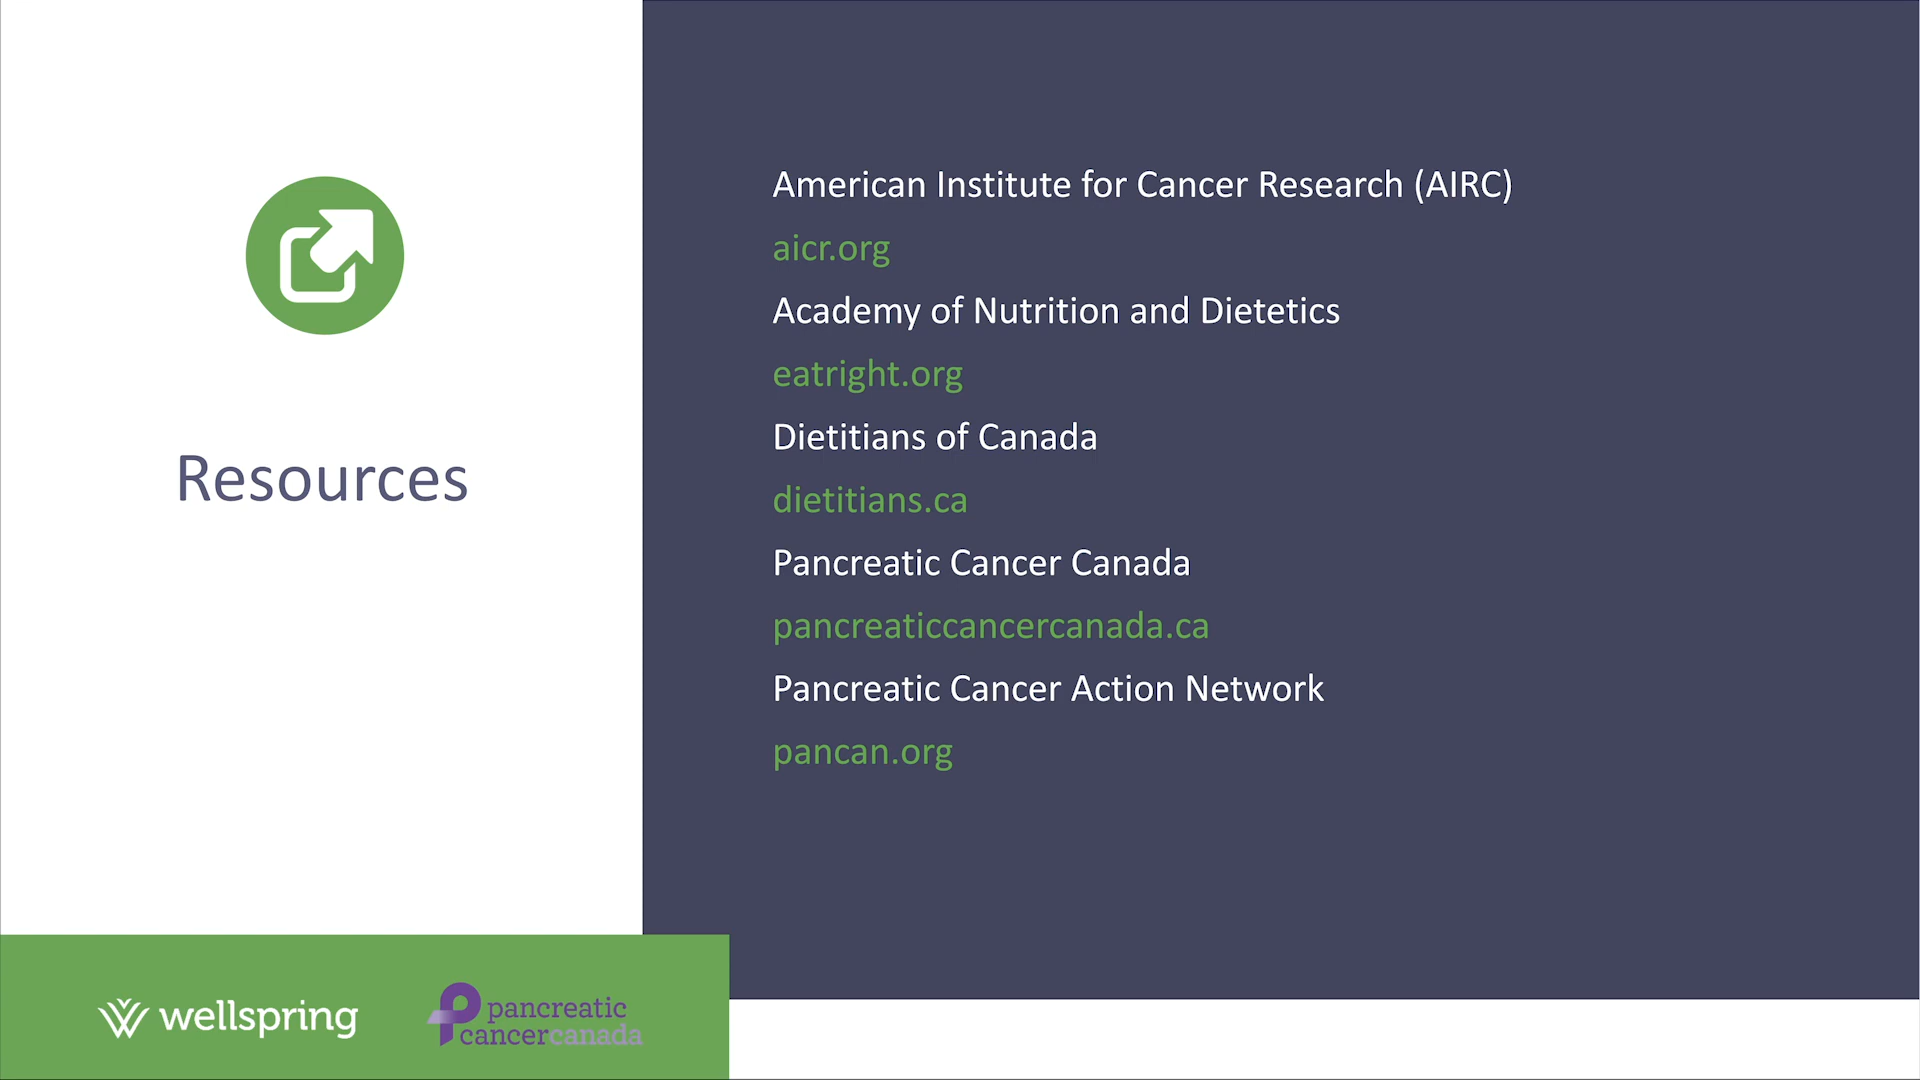 Resources
American Institute for Cancer Research (AIRC)
aicr.org
Academy of Nutrition and Dietetics
eatright.org
Dietitians of Canada
dietitians.ca
Pancreatic Cancer Canada
pancreaticcancercanada.ca
Pancreatic Cancer Action Network
pancan.org
wellspring
pancreatic
cancercanada